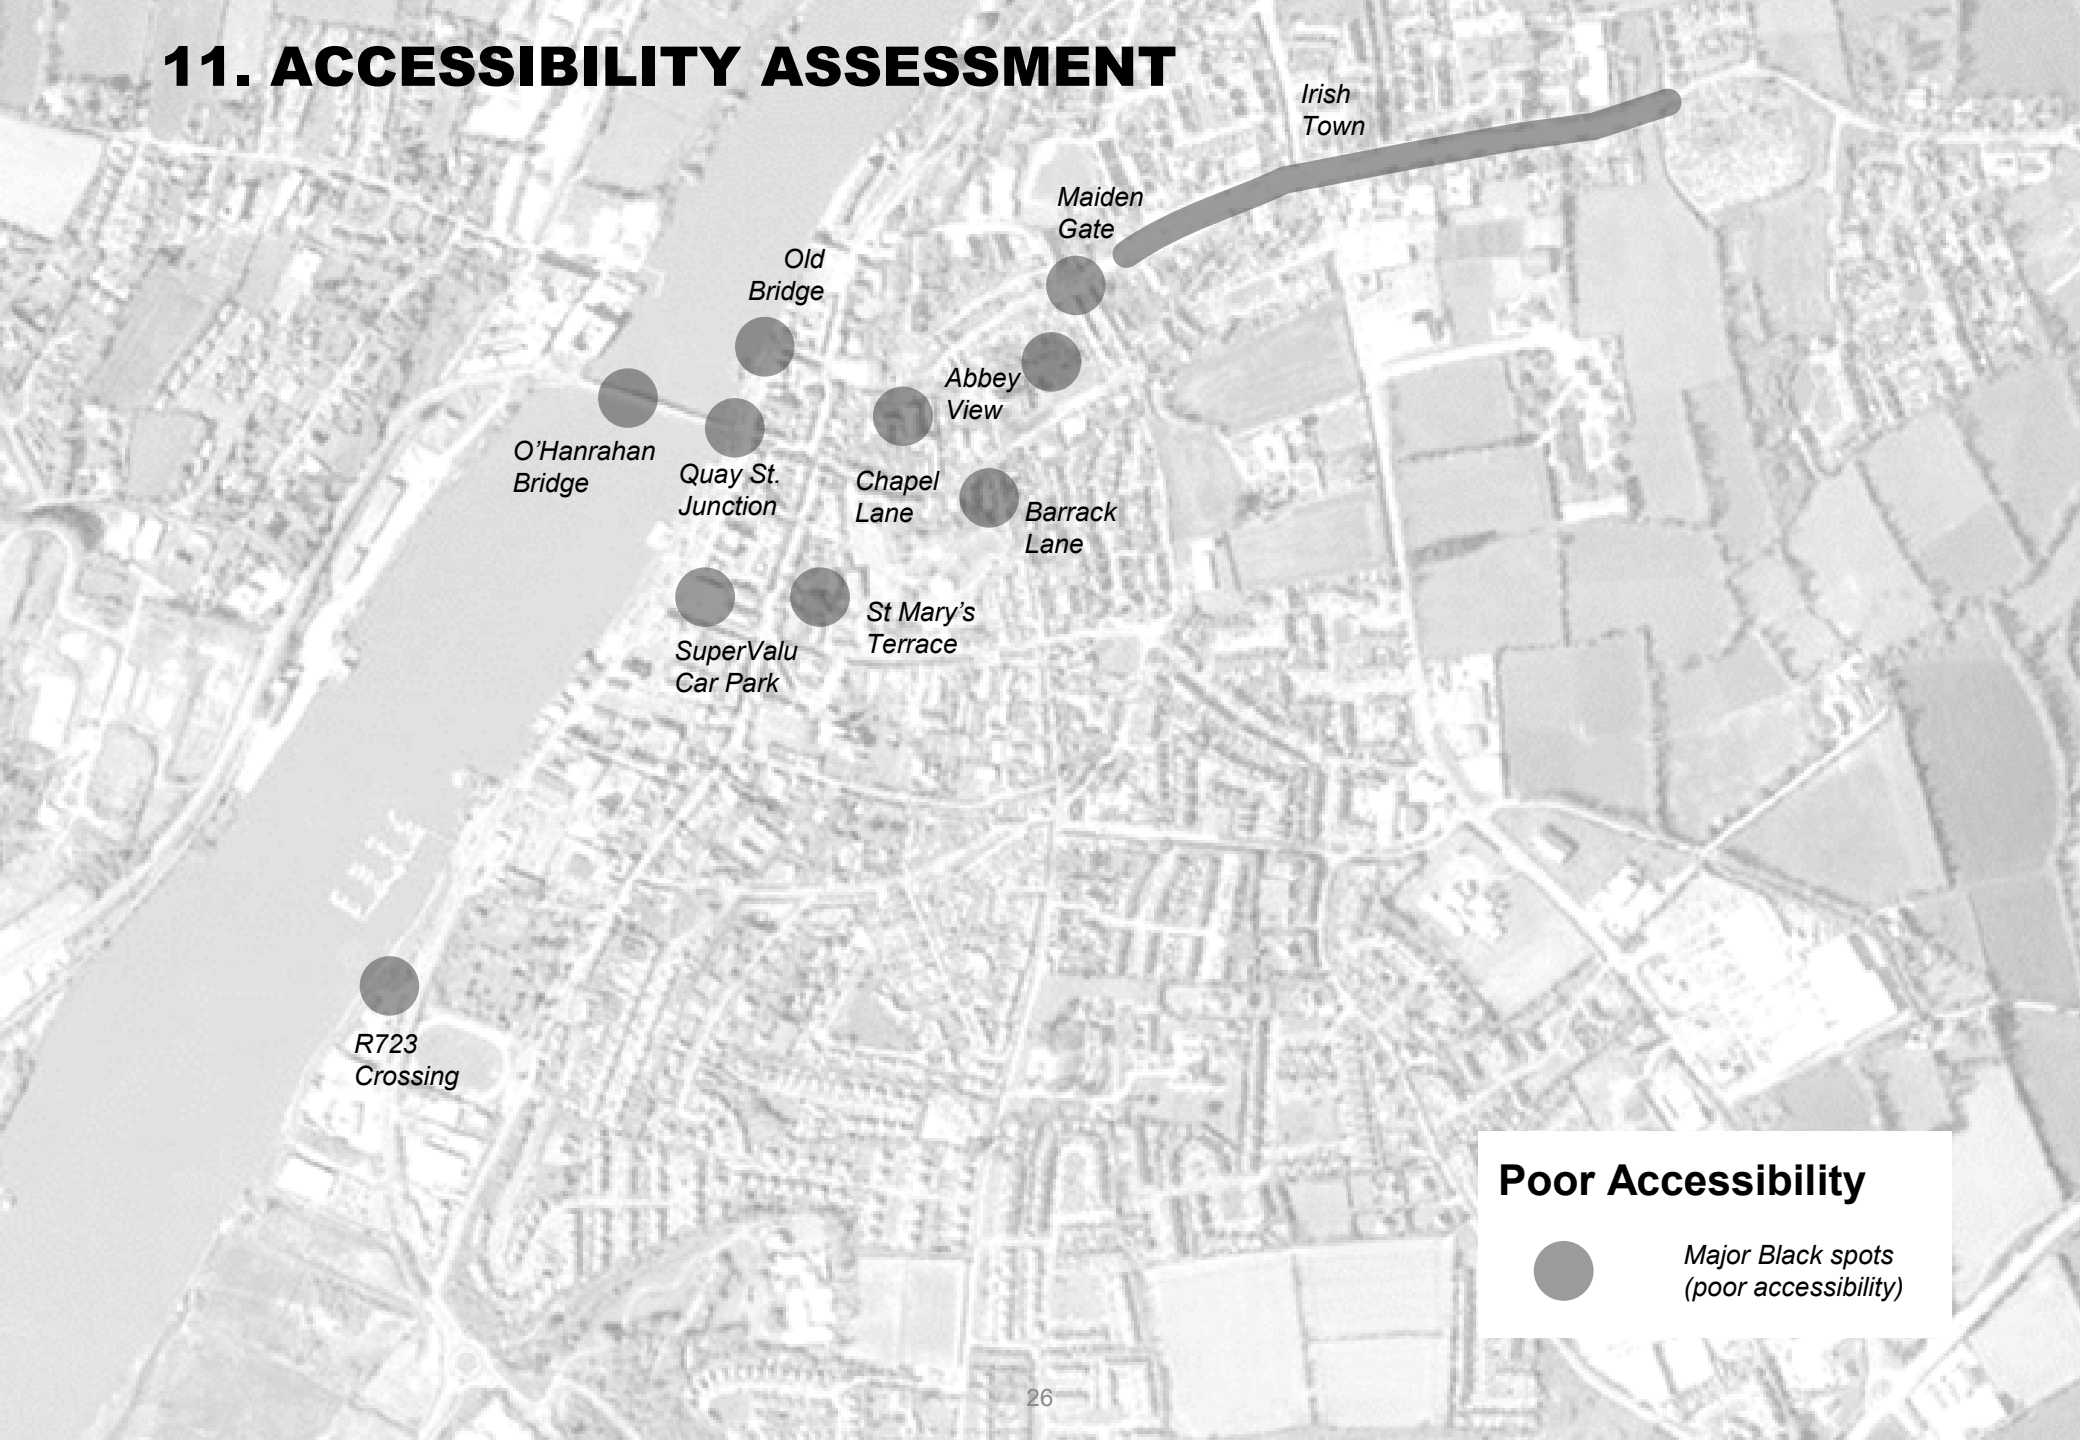 11. ACCESSIBILITY ASSESSMENT
Irish
Town
Maiden
Gate
Old
Bridge
Abbey
View
O’Hanrahan
Bridge
Quay St.
Junction
Chapel
Lane
Barrack
Lane
St Mary’s
Terrace
SuperValu
Car Park
R723
Crossing
Poor Accessibility
Major Black spots
(poor accessibility)
26